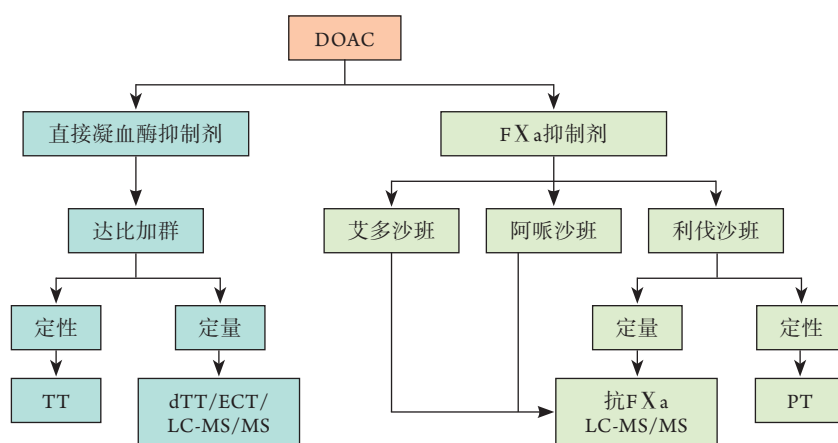 DOAC
直接凝血酶抑制剂
FⅩa抑制剂
达比加群
艾多沙班
阿哌沙班
利伐沙班
定性
定量
定量
定性
TT
dTT/ECT/
LC-MS/MS
抗FⅩa
LC-MS/MS
PT